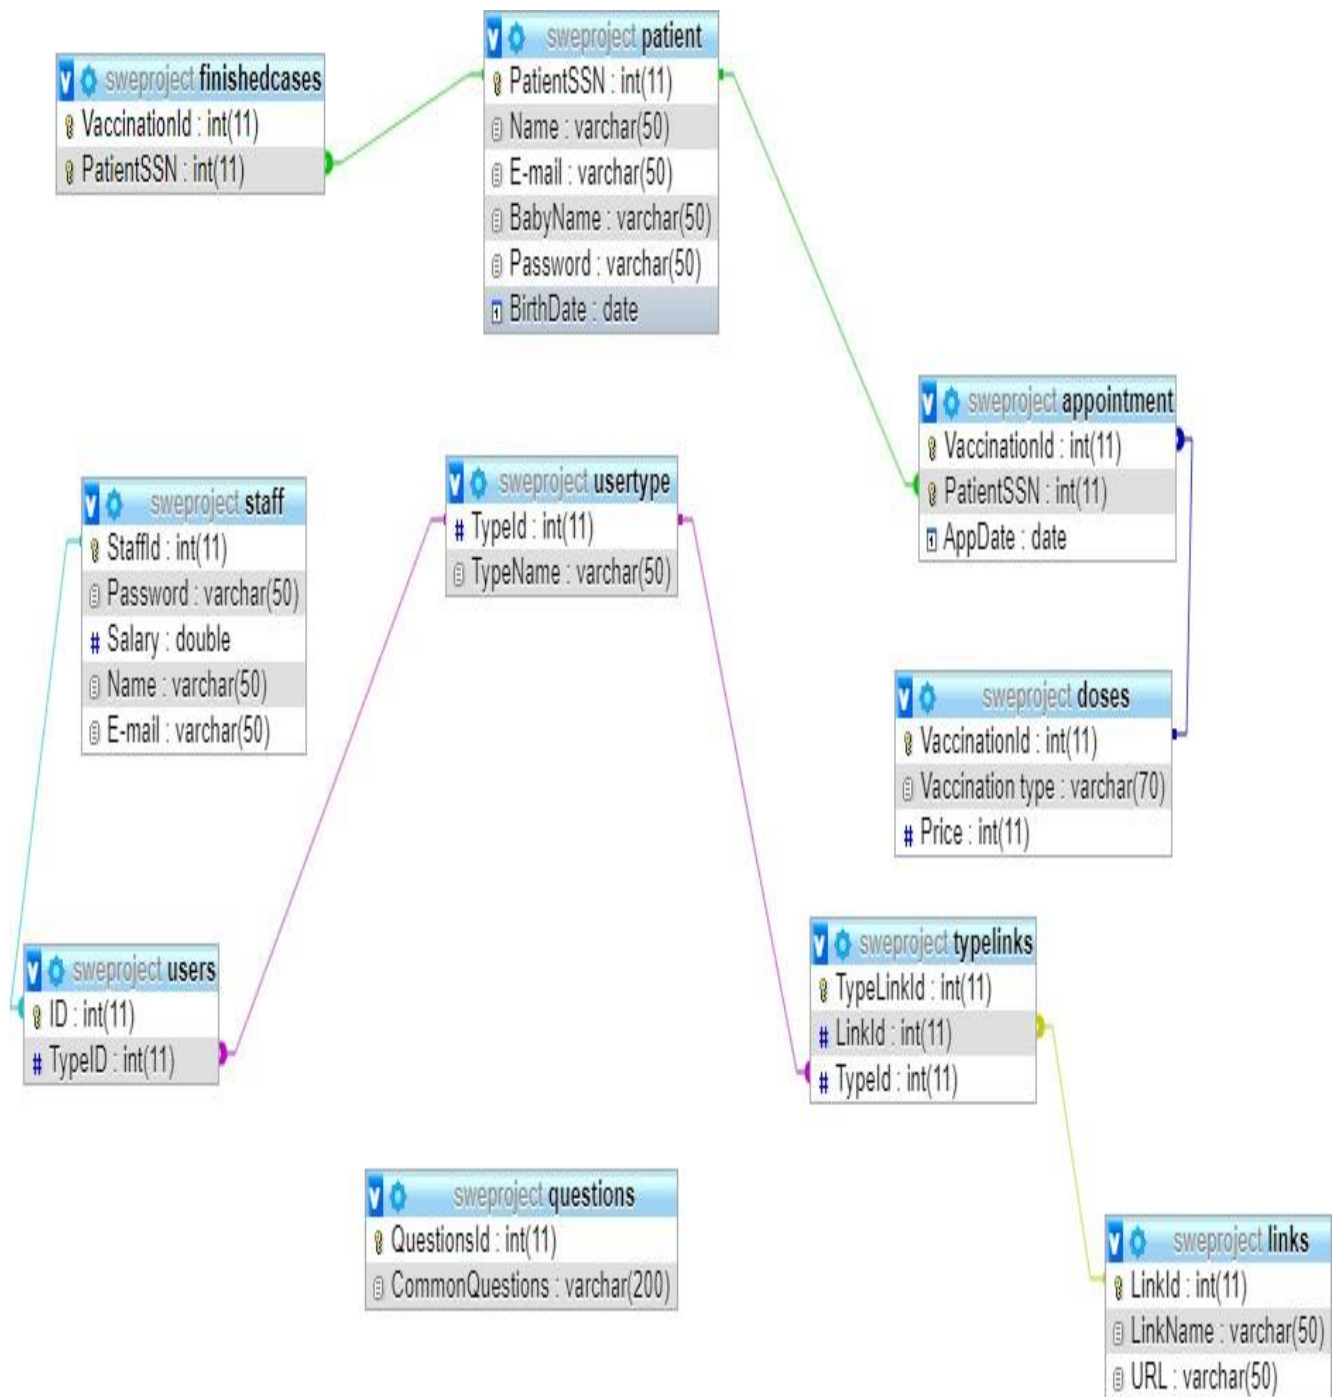 sweproject finishedcases
VaccinationId : int(11)
PatientSSN : int(11)
sweproject patient
PatientSSN : int(11)
Name : varchar(50)
E-mail : varchar(50)
BabyName : varchar(50)
Password : varchar(50)
BirthDate : date
sweproject appointment
VaccinationId : int(11)
PatientSSN : int(11)
AppDate : date
sweproject staff
StaffId : int(11)
Password : varchar(50)
Salary : double
Name : varchar(50)
E-mail : varchar(50)
sweproject usertype
# TypeId : int(11)
TypeName : varchar(50)
sweproject doses
VaccinationId : int(11)
Vaccination type : varchar(70)
# Price : int(11)
sweproject users
ID : int(11)
# TypeID : int(11)
sweproject typelinks
TypeLinkId : int(11)
# LinkId : int(11)
# TypeId : int(11)
sweproject questions
QuestionsId : int(11)
CommonQuestions : varchar(200)
sweproject links
LinkId : int(11)
LinkName : varchar(50)
URL : varchar(50)